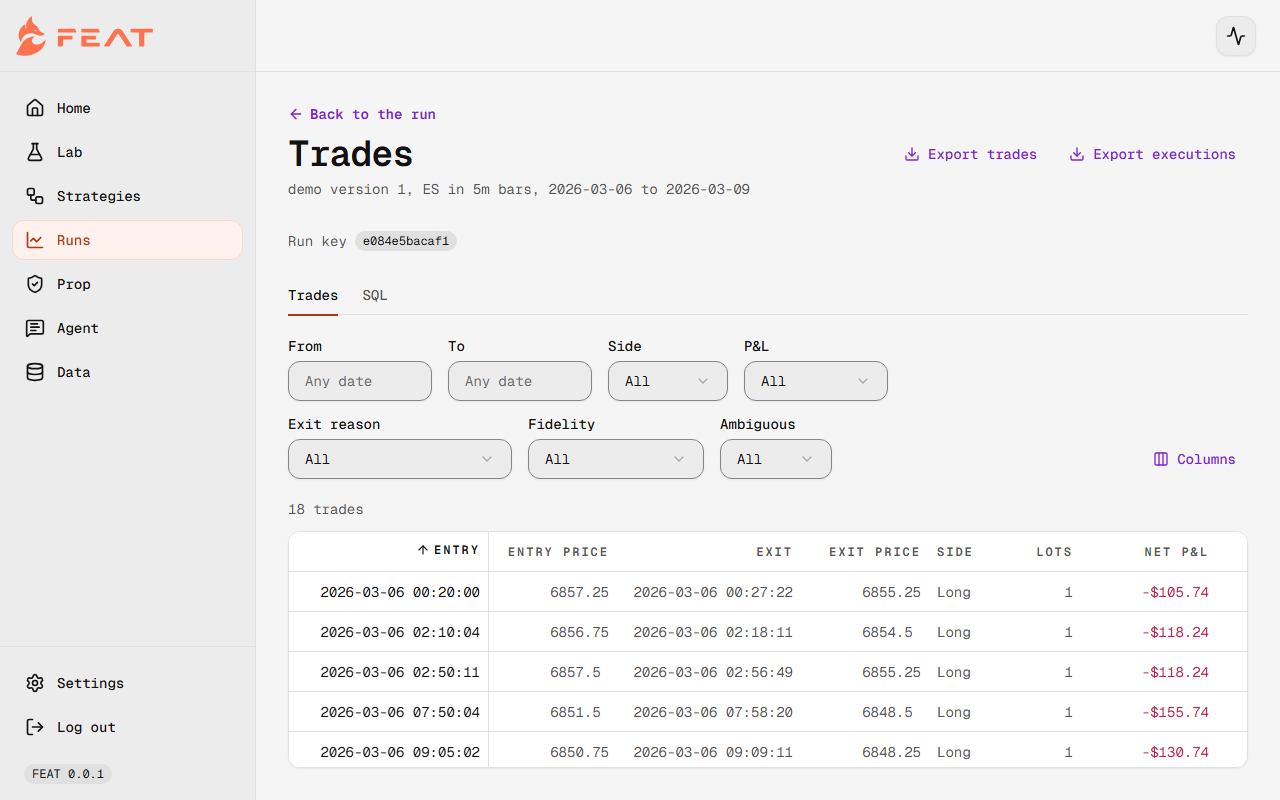 FEAT
Home
Lab
Strategies
Runs
Prop
Agent
Data
Settings
Log out
FEAT 0.0.1
Back to the run
Trades
Export trades
Export executions
demo version 1, ES in 5m bars, 2026-03-06 to 2026-03-09
Run key e084e5bacaf1
Trades SQL
From To Side P&L
Any date Any date All All
Exit reason Fidelity Ambiguous
All All All Columns
18 trades
ENTRY ENTRY PRICE EXIT EXIT PRICE SIDE LOTS NET P&L
2026-03-06 00:20:00 6857.25 2026-03-06 00:27:22 6855.25 Long 1 -$105.74
2026-03-06 02:10:04 6856.75 2026-03-06 02:18:11 6854.5 Long 1 -$118.24
2026-03-06 02:50:11 6857.5 2026-03-06 02:56:49 6855.25 Long 1 -$118.24
2026-03-06 07:50:04 6851.5 2026-03-06 07:58:20 6848.5 Long 1 -$155.74
2026-03-06 09:05:02 6850.75 2026-03-06 09:09:11 6848.25 Long 1 -$130.74